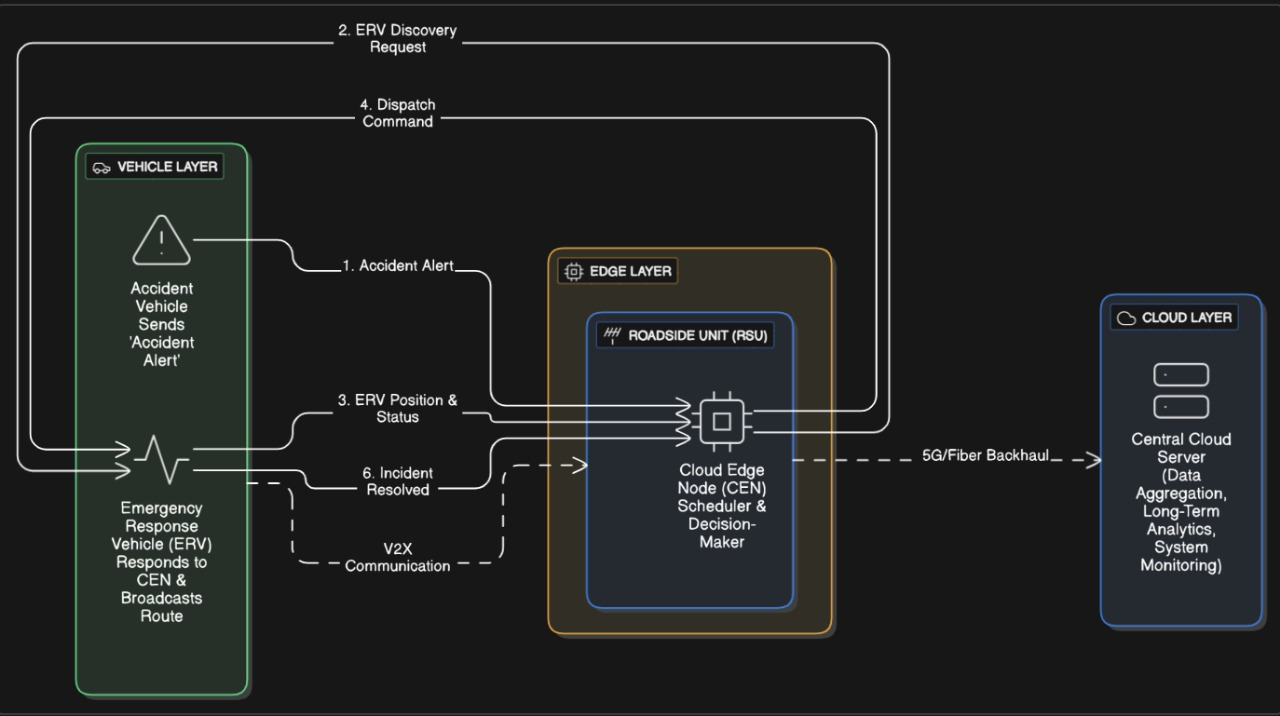 2. ERV Discovery
Request
4. Dispatch
Command
VEHICLE LAYER
Accident
Vehicle
Sends
'Accident
Alert'
1. Accident Alert
EDGE LAYER
ROADSIDE UNIT (RSU)
CLOUD LAYER
3. ERV Position &
Status
6. Incident
Resolved
V2X
Communication
Emergency
Response
Vehicle (ERV)
Responds to
CEN &
Broadcasts
Route
Cloud Edge
Node (CEN)
Scheduler &
Decision-
Maker
5G/Fiber Backhaul
Central Cloud
Server
(Data
Aggregation,
Long-Term
Analytics,
System
Monitoring)